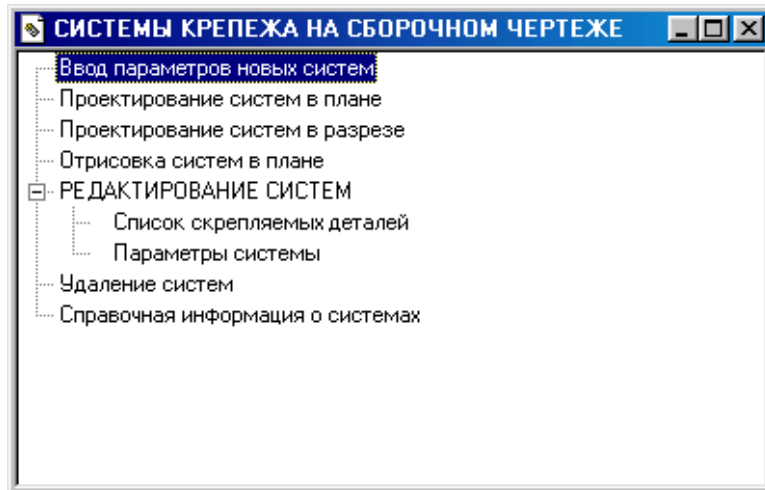 СИСТЕМЫ КРЕПЕЖА НА СБОРОЧНОМ ЧЕРТЕЖЕ
Ввод параметров новых систем
Проектирование систем в плане
Проектирование систем в разрезе
Отрисовка систем в плане
РЕДАКТИРОВАНИЕ СИСТЕМ
Список скрепляемых деталей
Параметры системы
Удаление систем
Справочная информация о системах